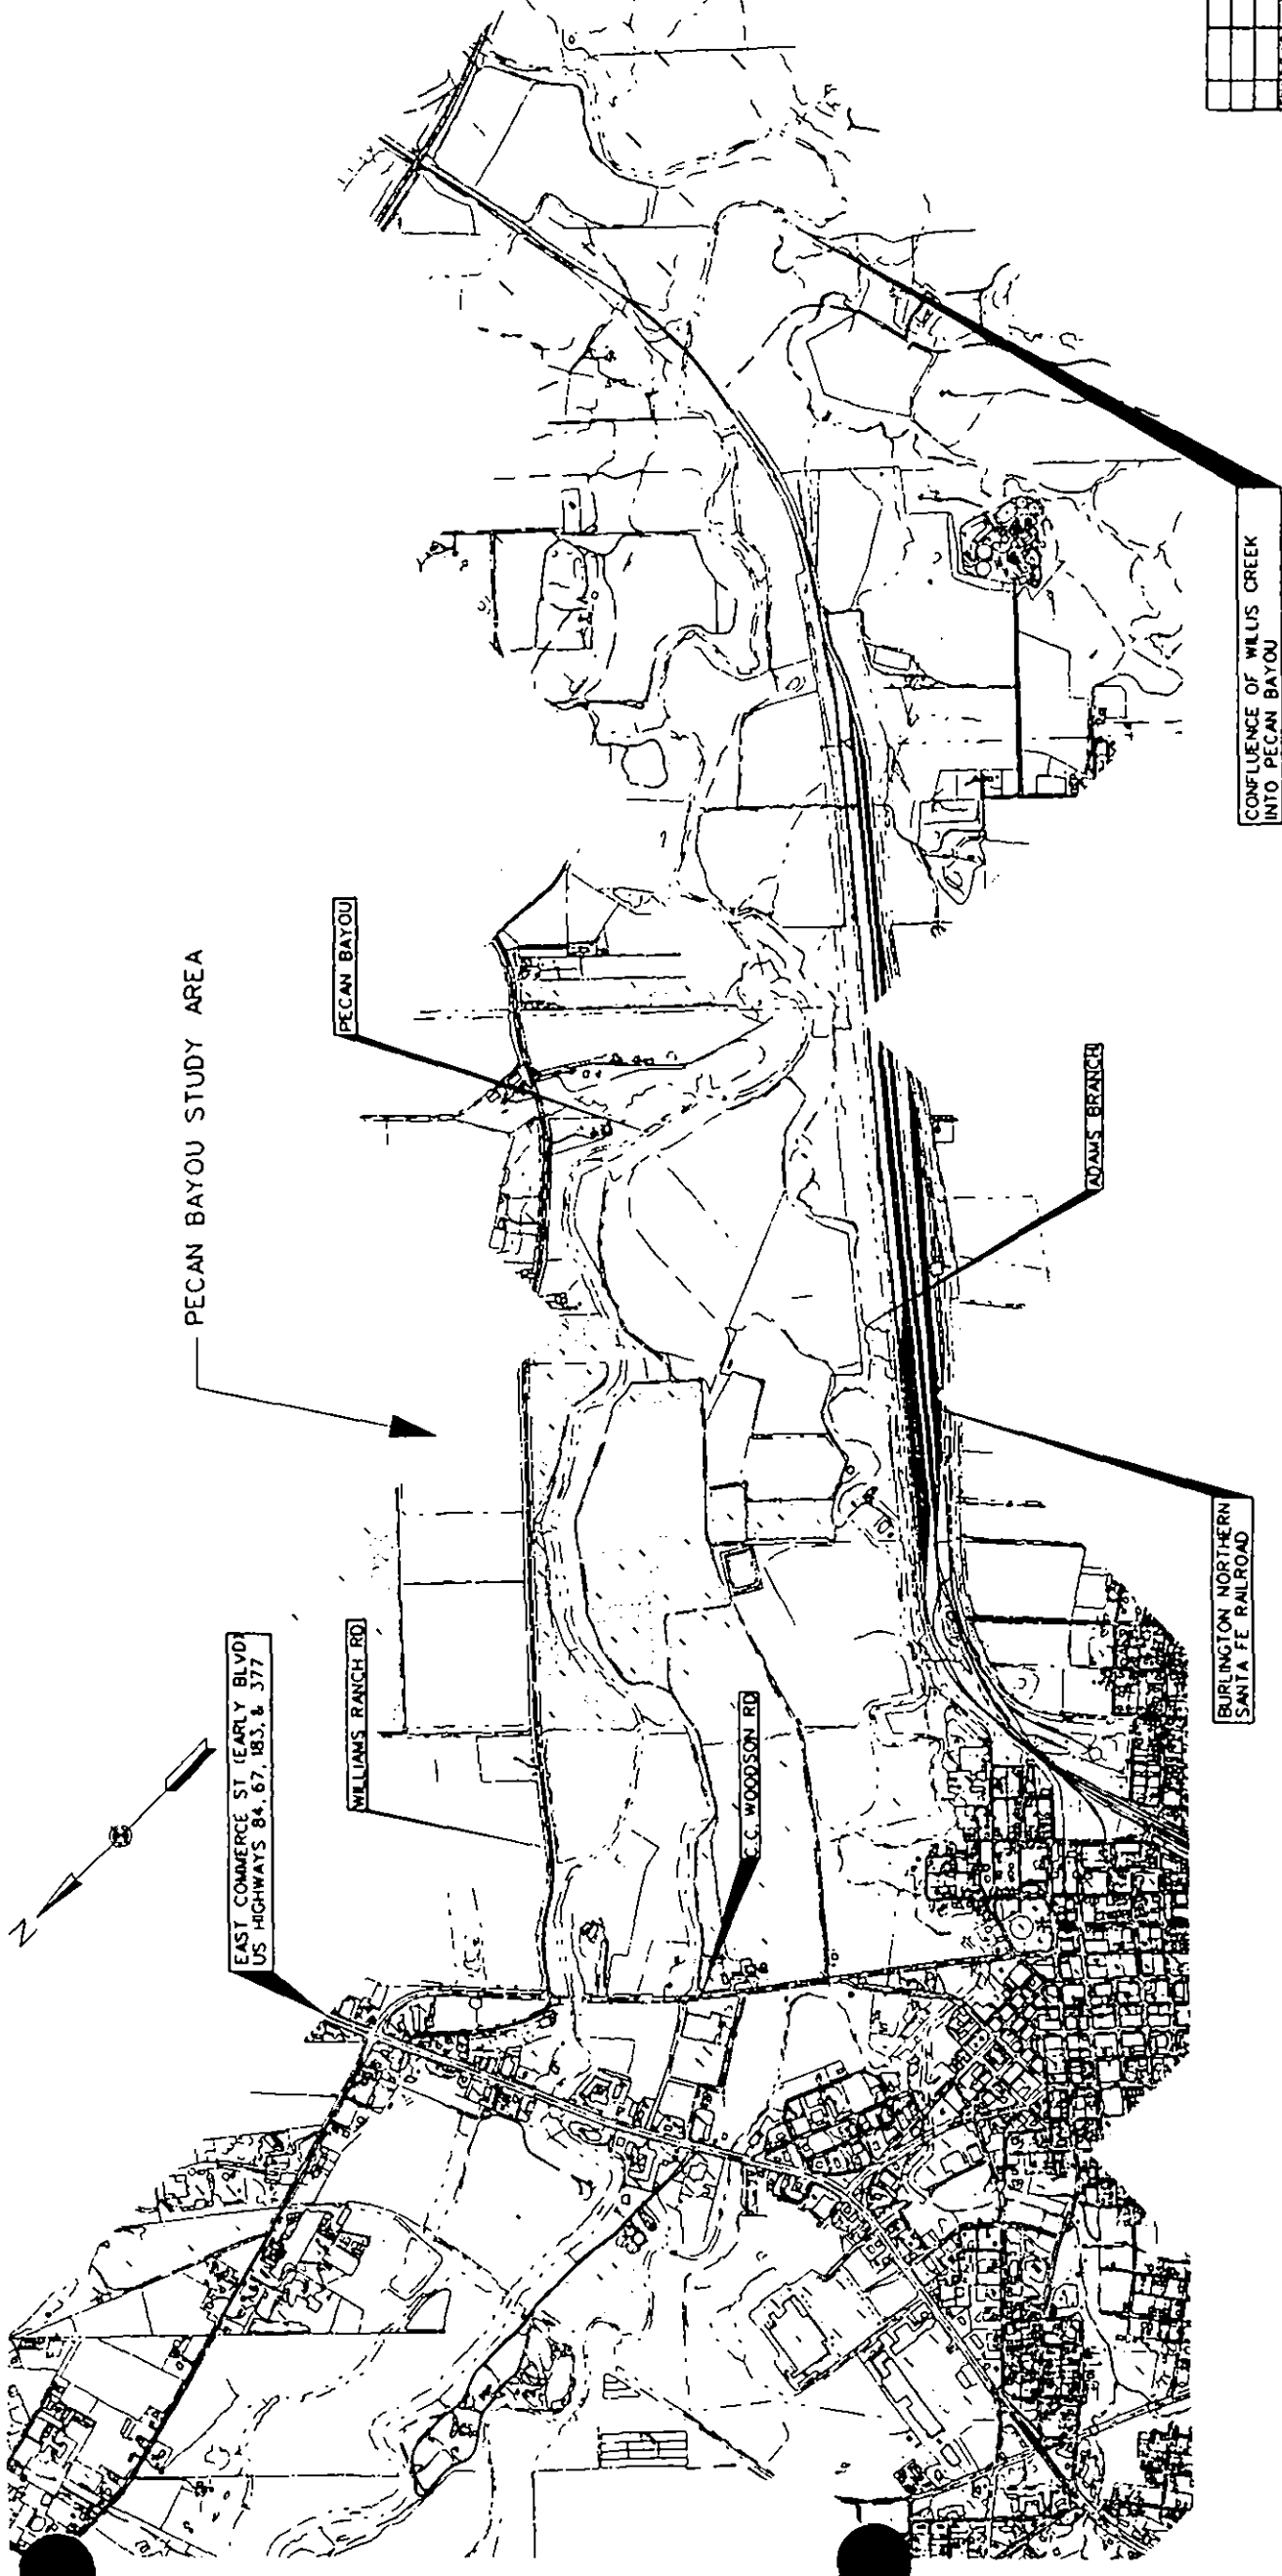 PECAN BAYOU STUDY AREA
N
EAST COMMERCE ST (EARLY BLVD)
US HIGHWAYS 84, 67, 183, & 377
WILLIAMS RANCH RD
PECAN BAYOU
C.C. WOODSON RD
ADAMS BRANCH
BURLINGTON NORTHERN
SANTA FE RAILROAD
CONFLUENCE OF WILLIS CREEK
INTO PECAN BAYOU